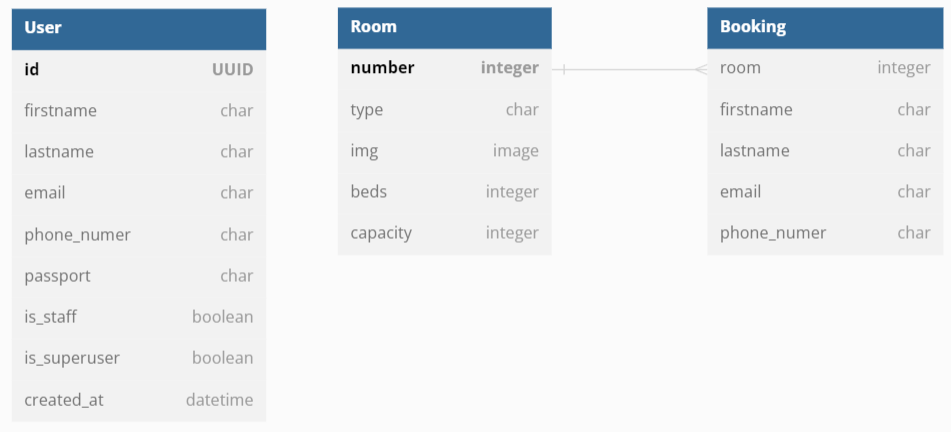 User
id UUID
firstname char
lastname char
email char
phone_numer char
passport char
is_staff boolean
is_superuser boolean
created_at datetime
Room
number integer
type char
img image
beds integer
capacity integer
Booking
room integer
firstname char
lastname char
email char
phone_numer char